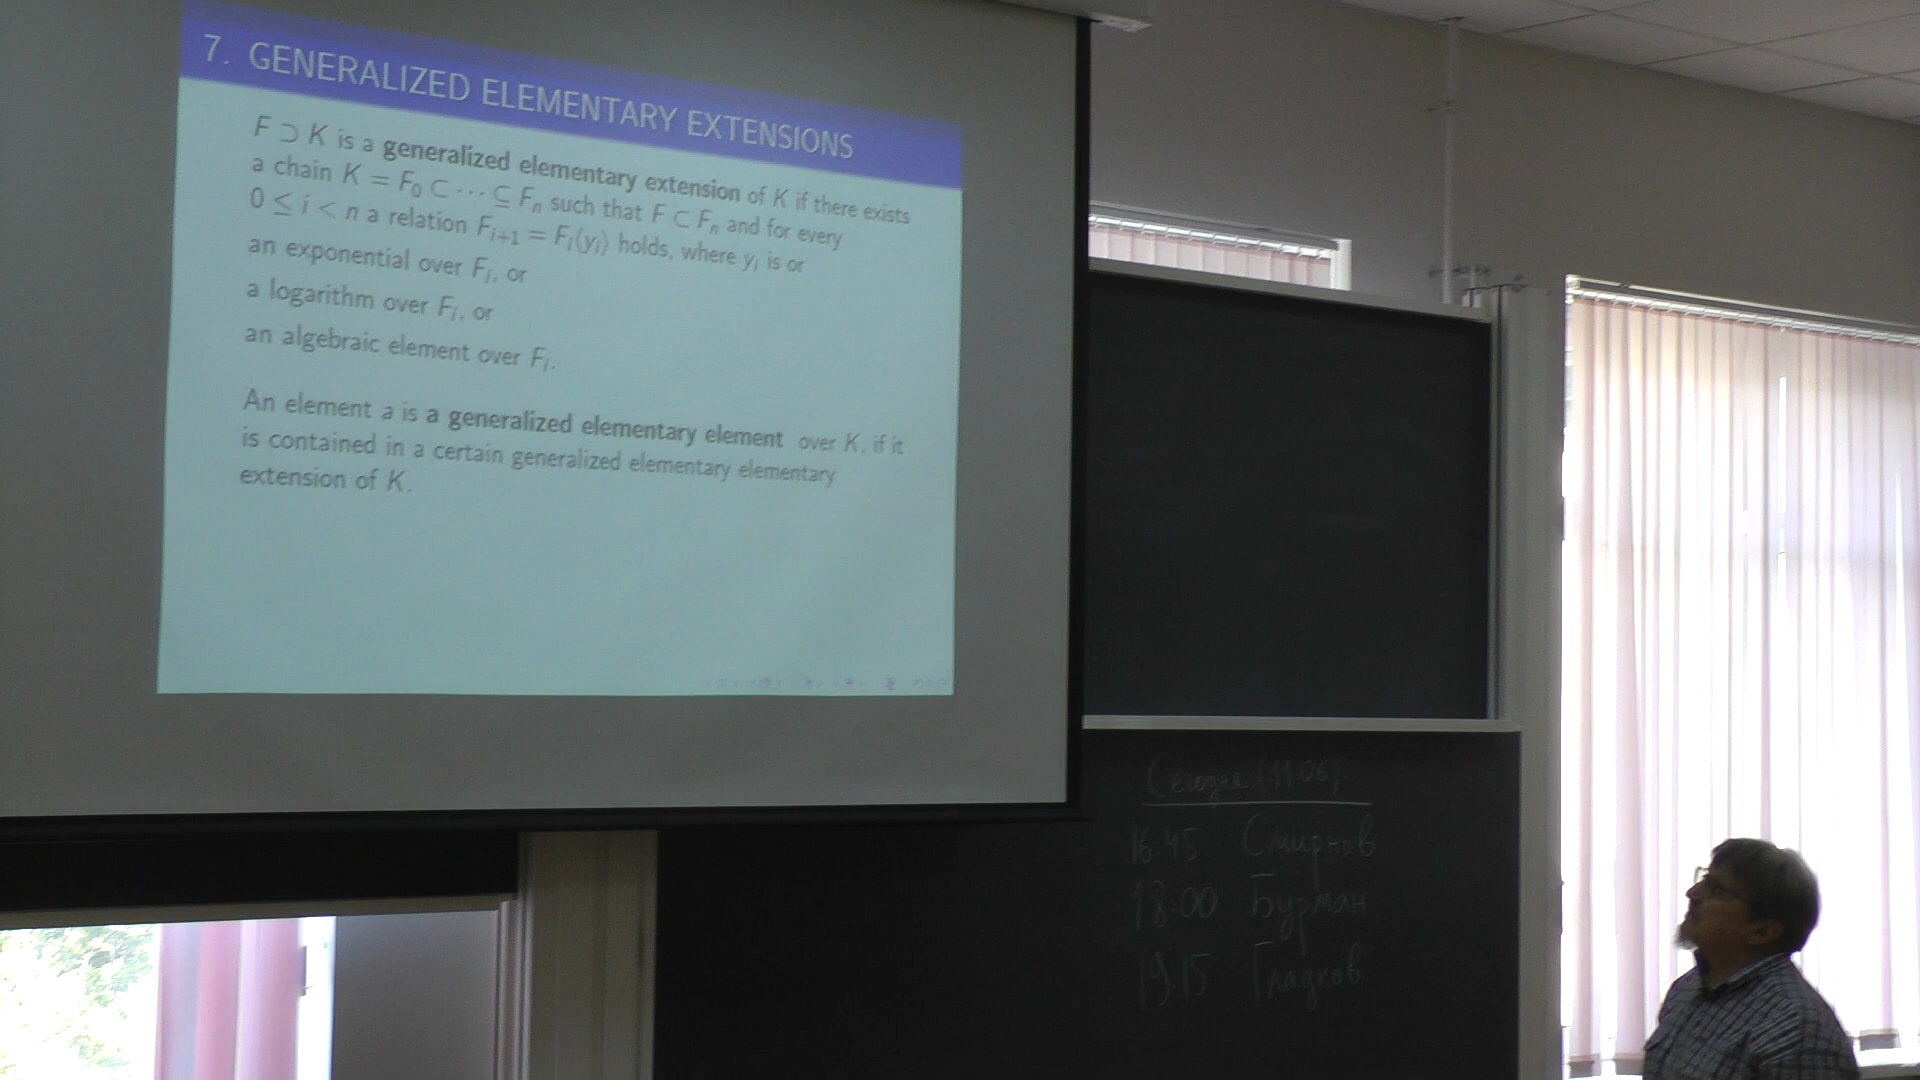 7. GENERALIZED ELEMENTARY EXTENSIONS
F ⊃ K is a generalized elementary extension of K if there exists
a chain K = F₀ ⊂ ⋯ ⊆ Fₙ such that F ⊂ Fₙ and for every
0 ≤ i < n a relation Fᵢ₊₁ = Fᵢ⟨yᵢ⟩ holds, where yᵢ is or
an exponential over Fᵢ, or
a logarithm over Fᵢ, or
an algebraic element over Fᵢ.
An element a is a generalized elementary element over K, if it
is contained in a certain generalized elementary elementary
extension of K.
Сегодня (11.06)
16.45 Смирнов
18.00 Бурман
19.15 Гладков